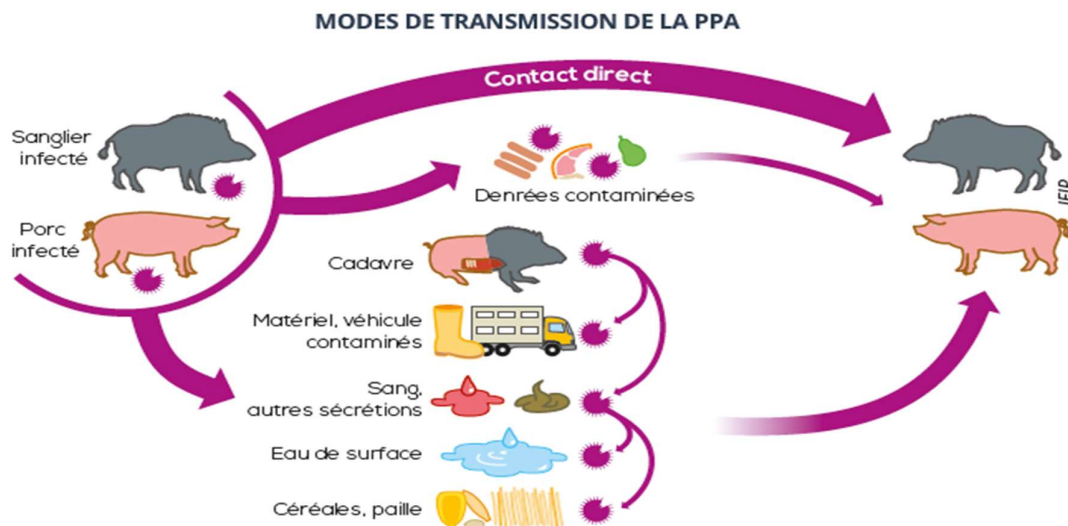 MODES DE TRANSMISSION DE LA PPA
Contact direct
Sanglier
infecté
Denrées contaminées
IFIP
Porc
infecté
Cadavre
Matériel, véhicule
contaminés
Sang,
autres sécrétions
Eau de surface
Céréales, paille